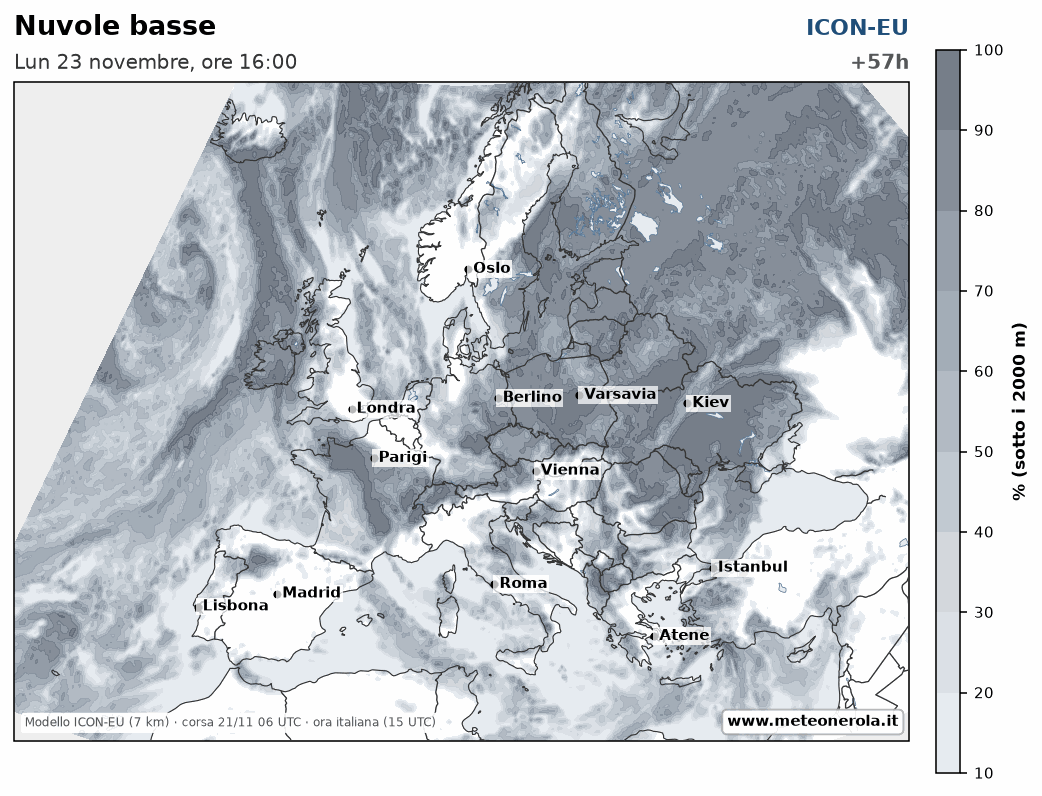 Nuvole basse
ICON-EU
Lun 23 novembre, ore 16:00
+57h
100
90
80
70
60
50
40
30
20
10
% (sotto i 2000 m)
Oslo
Berlino
Varsavia
Kiev
Londra
Parigi
Vienna
Istanbul
Roma
Madrid
Lisbona
Atene
Modello ICON-EU (7 km) · corsa 21/11 06 UTC · ora italiana (15 UTC)
www.meteonerola.it